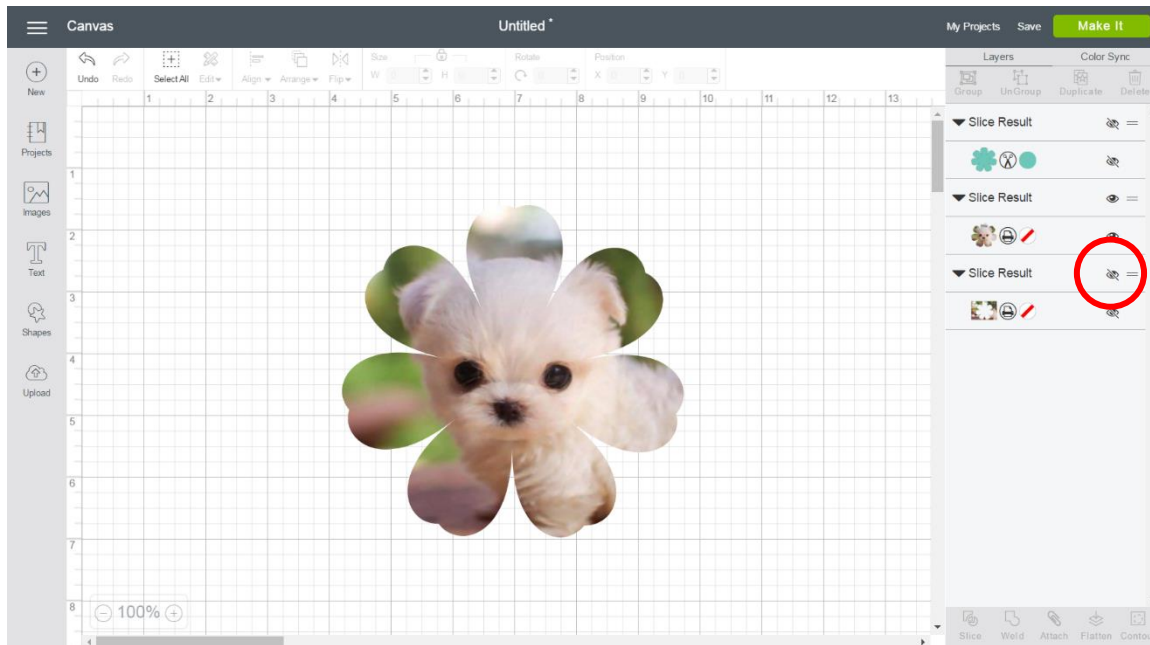 Canvas
Untitled *
My Projects Save Make It
Undo Redo Select All Edit Align Arrange Flip Size W H Rotate Position X Y
Layers Color Sync
Group UnGroup Duplicate Delete
New
Projects
Images
Text
Shapes
Upload
1 2 3 4 5 6 7 8 9 10 11 12 13
1
2
3
4
5
6
7
8
Slice Result
Slice Result
Slice Result
100%
Slice Weld Attach Flatten Contou